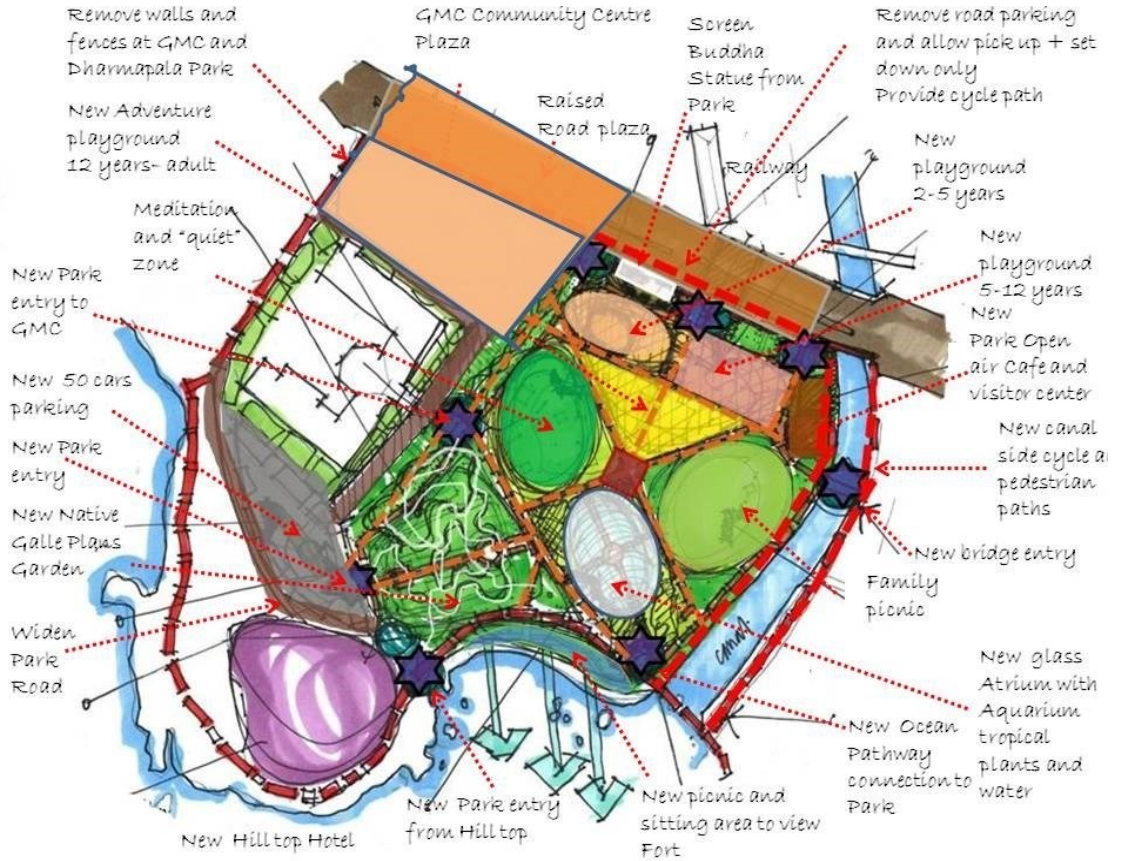 Remove walls and
fences at GMC and
Dharmapala Park
GMC Community Centre
Plaza
Screen
Buddha
Statue from
Park
Remove road parking
and allow pick up + set
down only
Provide cycle path
New Adventure
playground
12 years- adult
Raised
Road plaza
Railway
New
playground
2-5 years
Meditation
and "quiet"
zone
New
playground
5-12 years
New Park
entry to
GMC
New
Park Open
air Cafe and
visitor center
New 50 cars
parking
New canal
side cycle a
pedestrian
paths
New Park
entry
New Native
Galle Plans
Garden
New bridge entry
Family
picnic
Widen
Park
Road
canal
New glass
Atrium with
Aquarium
tropical
plants and
water
New Ocean
Pathway
connection to
Park
New Park entry
from Hill top
New picnic and
sitting area to view
Fort
New Hill top Hotel